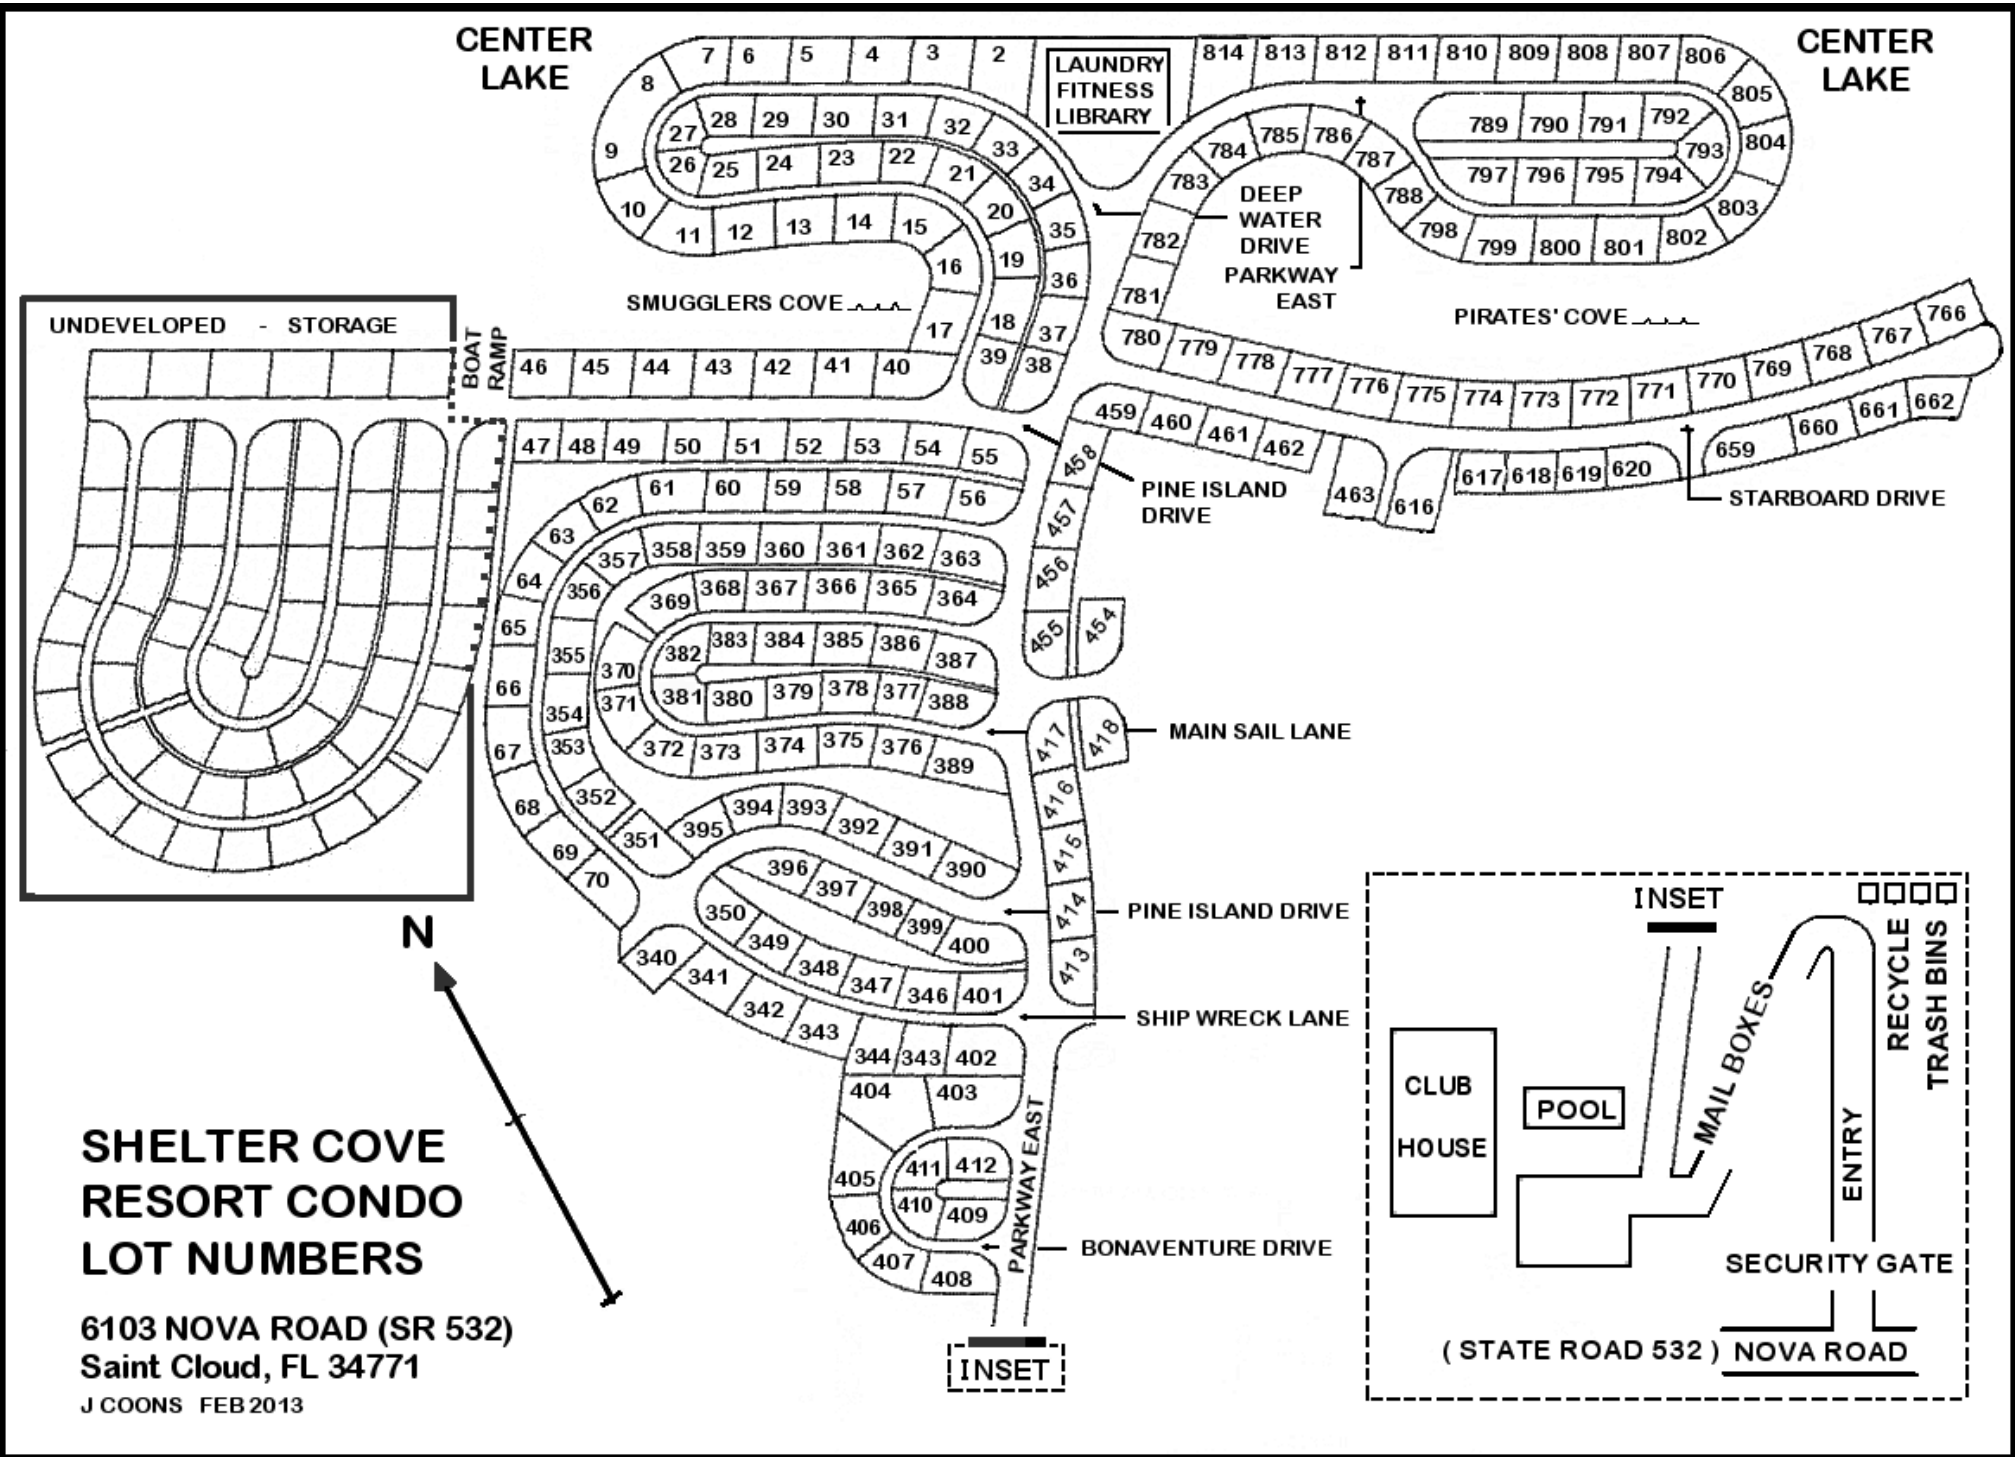 CENTER
LAKE
7 6 5 4 3 2
8
9
10
11 12 13 14 15
16
17
28 29 30 31 32
33
34
35
36
37
38
27
26 25 24 23 22 21
20
19
18
39
LAUNDRY
FITNESS
LIBRARY
814 813 812 811 810 809 808 807 806
805
804
803
802
801
800
799
798
CENTER
LAKE
789 790 791 792
793
797 796 795 794
783 784 785 786 787
788
782
781
DEEP
WATER
DRIVE
PARKWAY
EAST
SMUGGLERS COVE
PIRATES' COVE
780 779 778 777 776 775 774 773 772 771 770 769 768 767 766
UNDEVELOPED - STORAGE
BOAT
RAMP
46 45 44 43 42 41 40
47 48 49 50 51 52 53 54 55
459 460 461 462
463
616
617 618 619 620
659 660 661 662
STARBOARD DRIVE
458
457
456
455
454
PINE ISLAND
DRIVE
61 60 59 58 57 56
62
63
64
65
66
67
68
69
70
357 358 359 360 361 362 363
356
355
354
353
352
351
369 368 367 366 365 364
370
371
372 373 374 375 376 389
382 383 384 385 386 387
381 380 379 378 377 388
417
418
MAIN SAIL LANE
416
415
414
413
395 394 393 392 391 390
396 397 398 399 400
PINE ISLAND DRIVE
350 349 348 347 346 401
SHIP WRECK LANE
340 341 342 343
344 343 402
404 403
405
406
407
408
411 412
410 409
PARKWAY EAST
BONAVENTURE DRIVE
INSET
N
SHELTER COVE
RESORT CONDO
LOT NUMBERS
6103 NOVA ROAD (SR 532)
Saint Cloud, FL 34771
J COONS FEB 2013
INSET
RECYCLE
TRASH BINS
MAIL BOXES
CLUB
HOUSE
POOL
ENTRY
SECURITY GATE
( STATE ROAD 532 ) NOVA ROAD